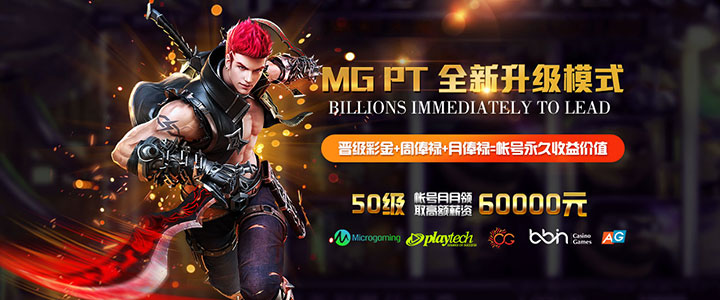 MG PT 全新升级模式
BILLIONS IMMEDIATELY TO LEAD
晋级彩金+周俸禄+月俸禄=帐号永久收益价值
50级 帐号月月领 60000元
取高额薪资
Microgaming playtech OG bbin Casino Games AG